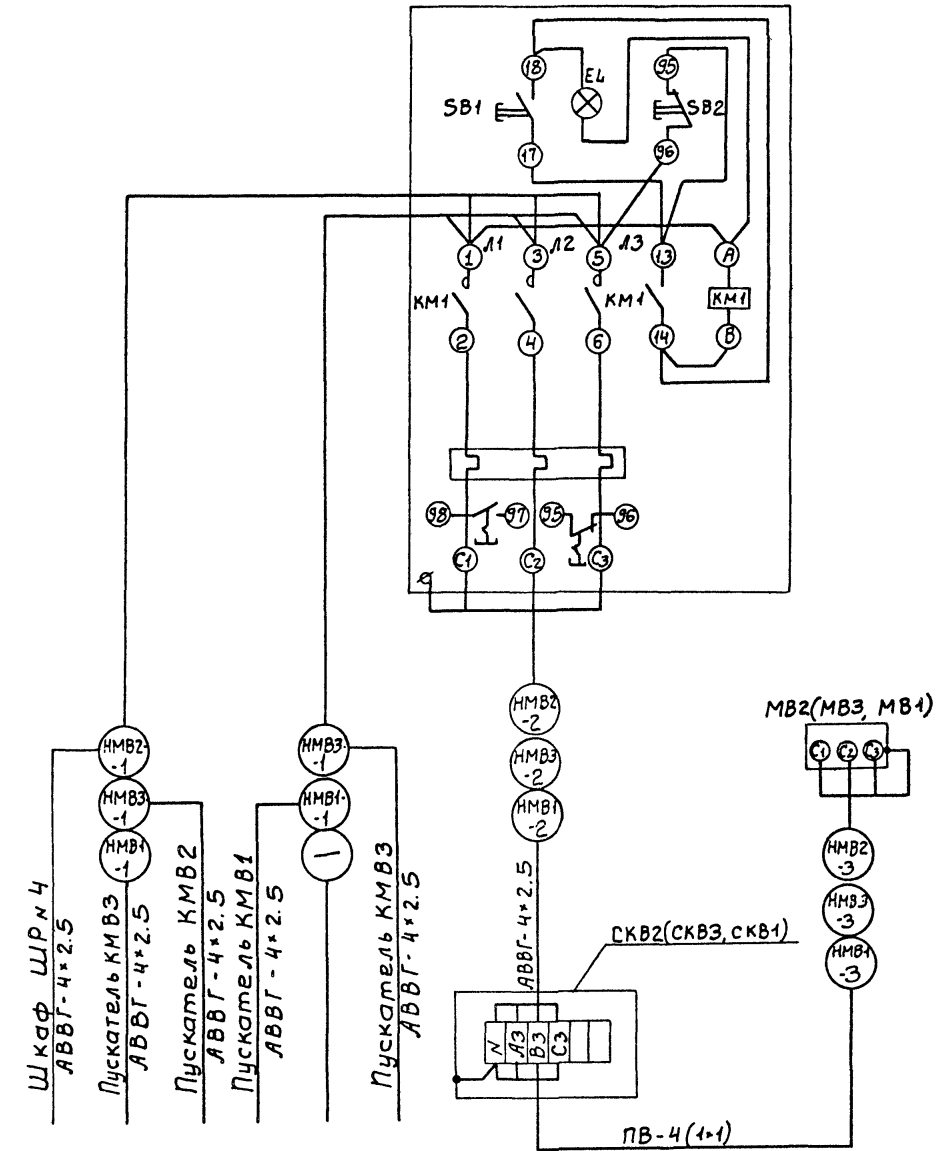 18
EL
95
SB1
SB2
17
96
1
Л1
3
Л2
5
Л3
13
А
КМ1
КМ1
КМ1
2
4
6
14
В
98
97
95
96
С1
С2
С3
НМВ2
-2
НМВ3
-2
НМВ1
-2
МВ2(МВ3, МВ1)
С1
С2
С3
НМВ2-
-1
НМВ3
-1
НМВ1
-1
НМВ3-
-1
НМВ1-
-1
—
НМВ2
-3
НМВ3
-3
НМВ1
-3
Шкаф ШР№4
АВВГ-4×2.5
Пускатель КМВ3
АВВГ-4×2.5
Пускатель КМВ2
АВВГ-4×2.5
Пускатель КМВ1
АВВГ-4×2.5
Пускатель КМВ3
АВВГ-4×2.5
АВВГ-4×2.5
СКВ2(СКВ3, СКВ1)
N
А3
В3
С3
ПВ-4(1×1)